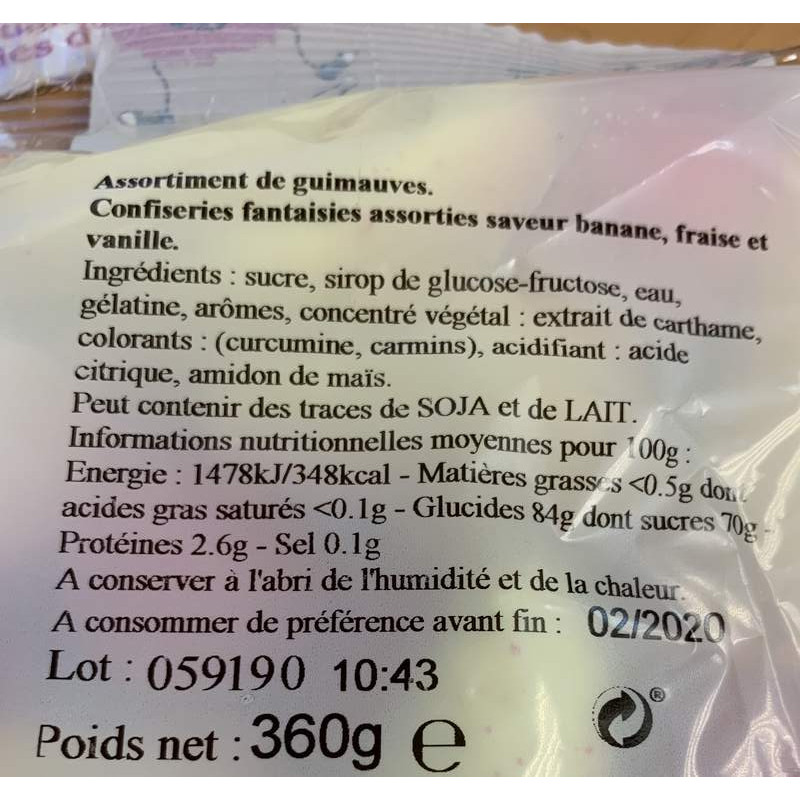 ies d
Assortiment de guimauves.
Confiseries fantaisies assorties saveur banane, fraise et
vanille.
Ingrédients : sucre, sirop de glucose-fructose, eau,
gélatine, arômes, concentré végétal : extrait de carthame,
colorants : (curcumine, carmins), acidifiant : acide
citrique, amidon de maïs.
Peut contenir des traces de SOJA et de LAIT.
Informations nutritionnelles moyennes pour 100g :
Energie : 1478kJ/348kcal - Matières grasses <0.5g dont
acides gras saturés <0.1g - Glucides 84g dont sucres 70g -
Protéines 2.6g - Sel 0.1g
A conserver à l'abri de l'humidité et de la chaleur.
A consommer de préférence avant fin : 02/2020
Lot : 059190 10:43
®
Poids net : 360g e